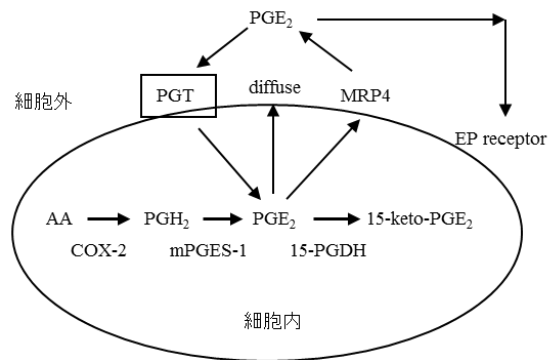 PGE₂
PGT
diffuse
MRP4
細胞外
EP receptor
AA
PGH₂
PGE₂
15-keto-PGE₂
COX-2
mPGES-1
15-PGDH
細胞内